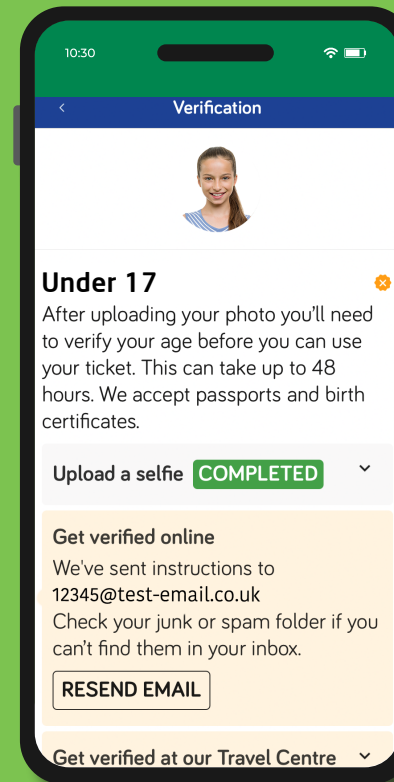 10:30
Verification
Under 17
After uploading your photo you’ll need
to verify your age before you can use
your ticket. This can take up to 48
hours. We accept passports and birth
certificates.
Upload a selfie COMPLETED
Get verified online
We've sent instructions to
12345@test-email.co.uk
Check your junk or spam folder if you
can’t find them in your inbox.
RESEND EMAIL
Get verified at our Travel Centre